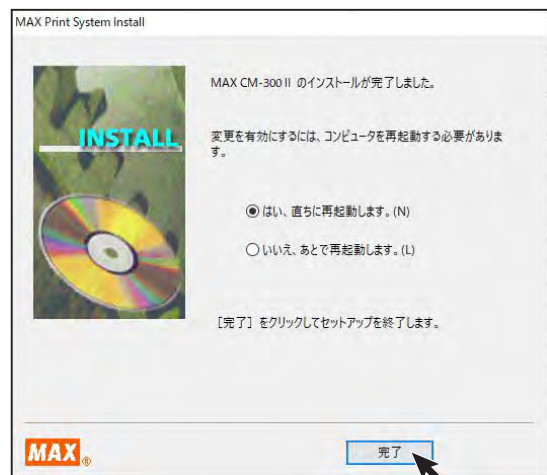 MAX Print System Install
INSTALL
MAX CM-300Ⅱ のインストールが完了しました。
変更を有効にするには、コンピュータを再起動する必要がありま
す。
はい、直ちに再起動します。(N)
いいえ、あとで再起動します。(L)
[完了] をクリックしてセットアップを終了します。
MAX®
完了